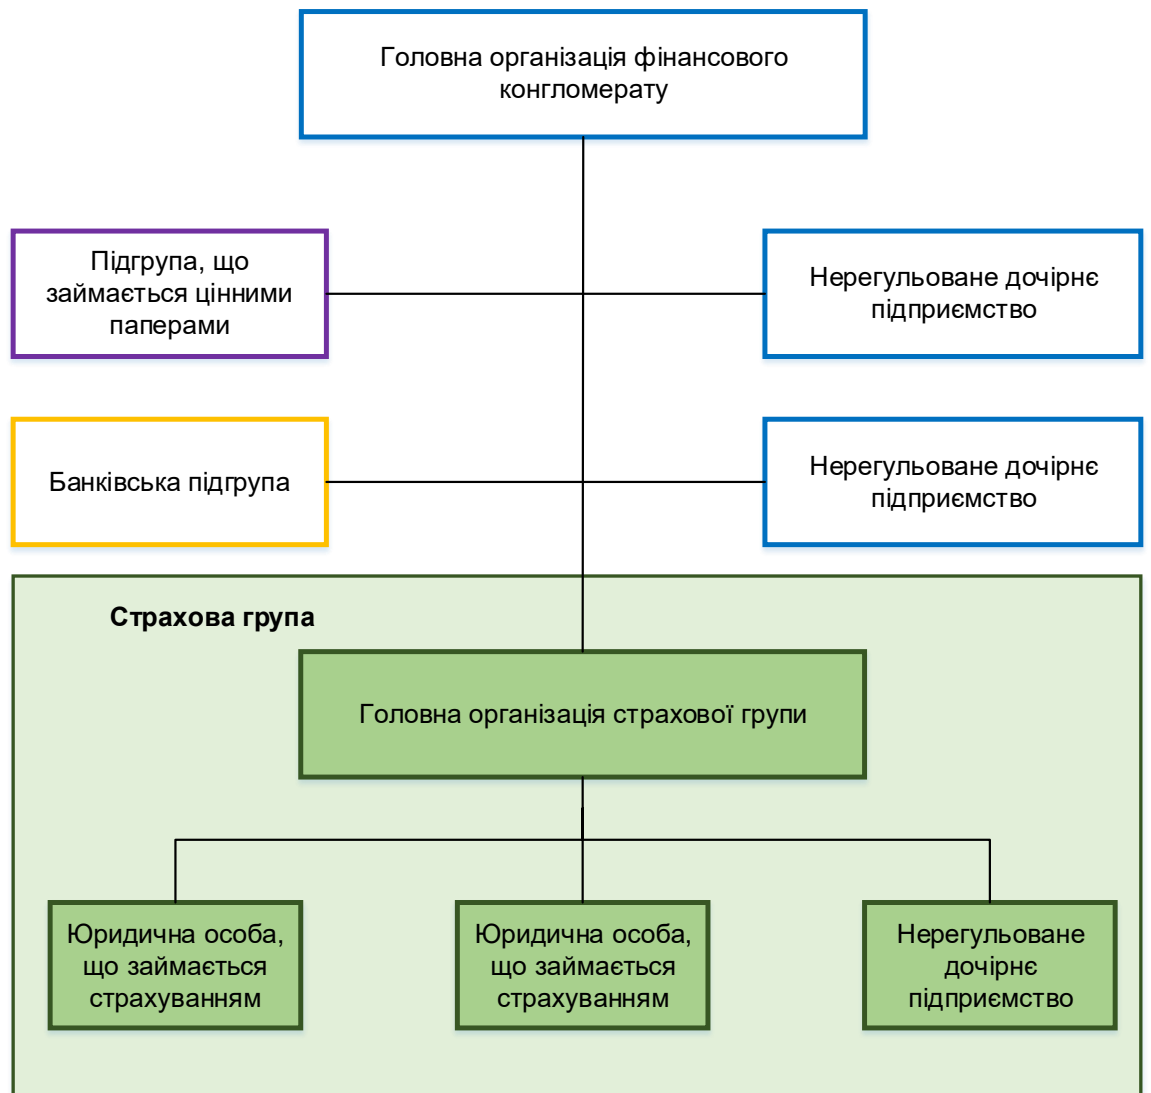 Головна організація фінансового
конгломерату
Підгрупа, що
займається цінними
паперами
Нерегульоване дочірнє
підприємство
Банківська підгрупа
Нерегульоване дочірнє
підприємство
Страхова група
Головна організація страхової групи
Юридична особа,
що займається
страхуванням
Юридична особа,
що займається
страхуванням
Нерегульоване
дочірнє
підприємство